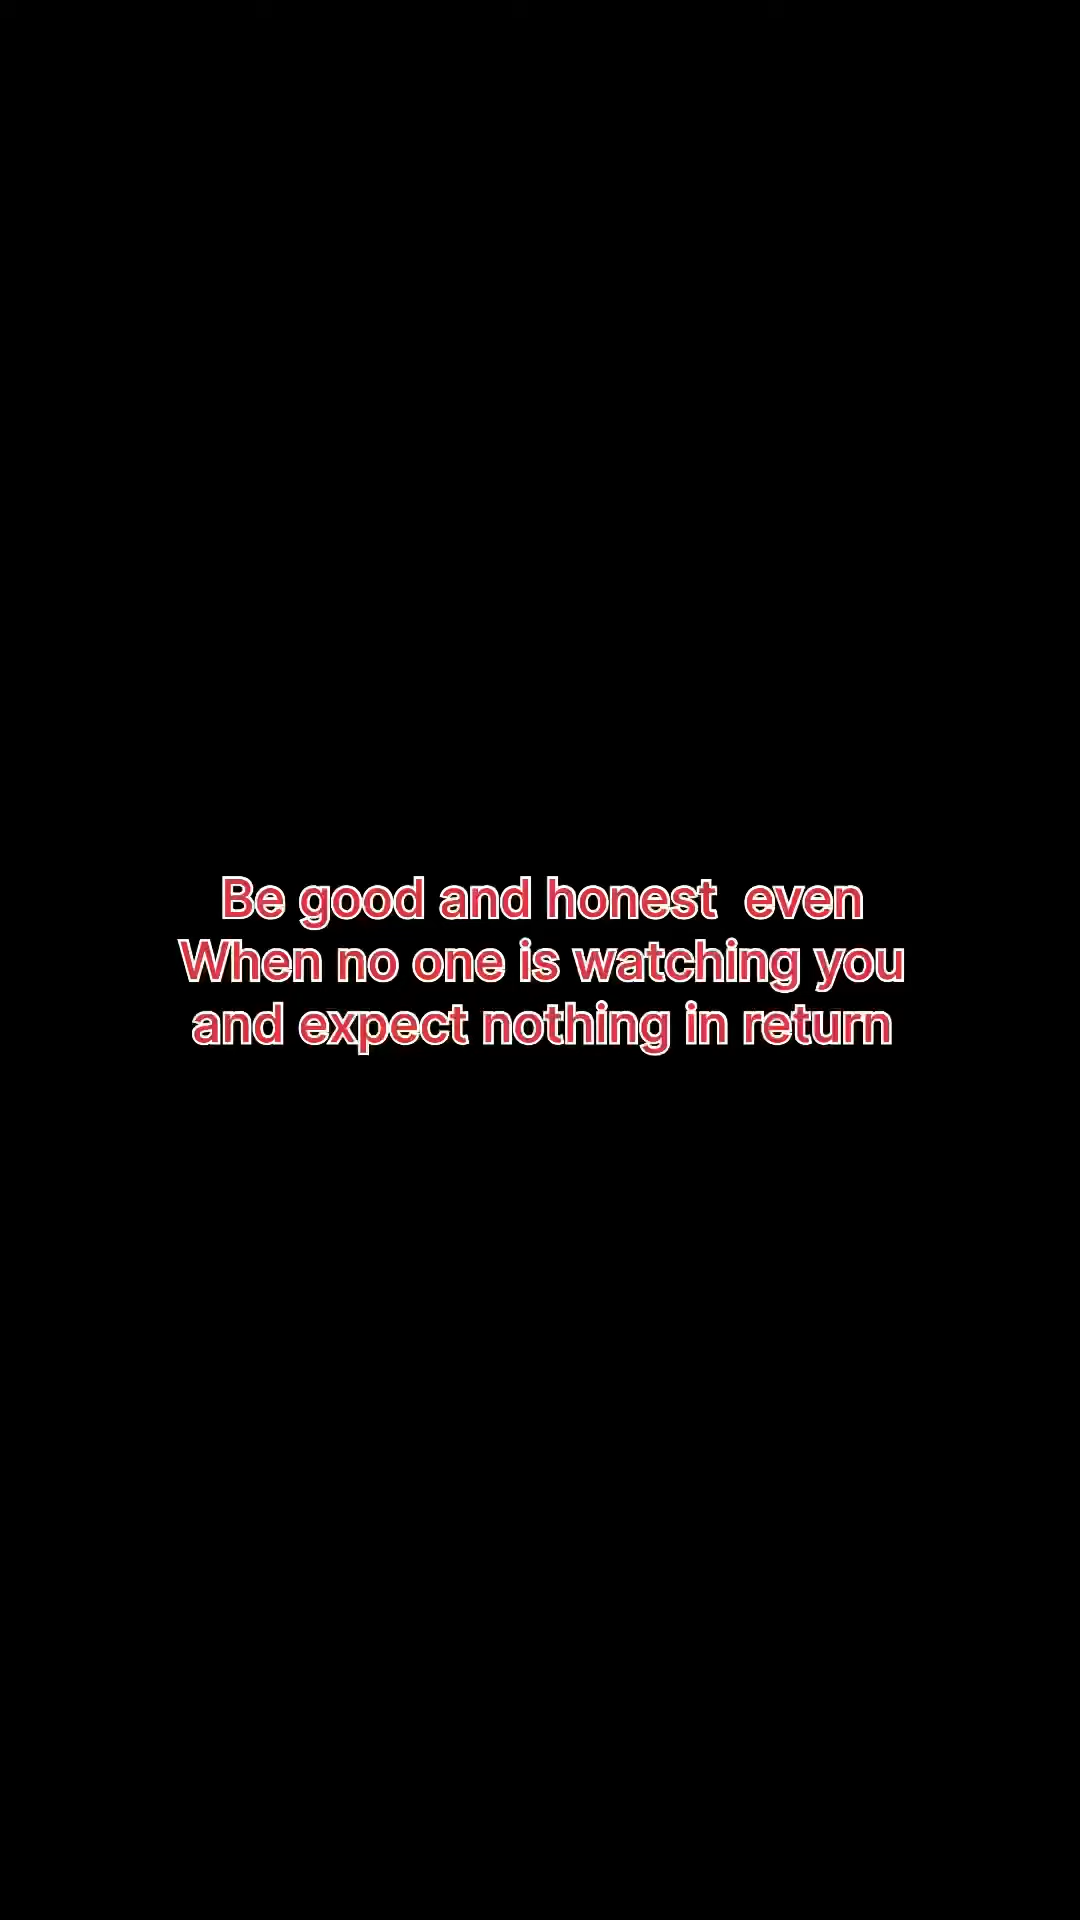 Be good and honest  even
When no one is watching you
and expect nothing in return